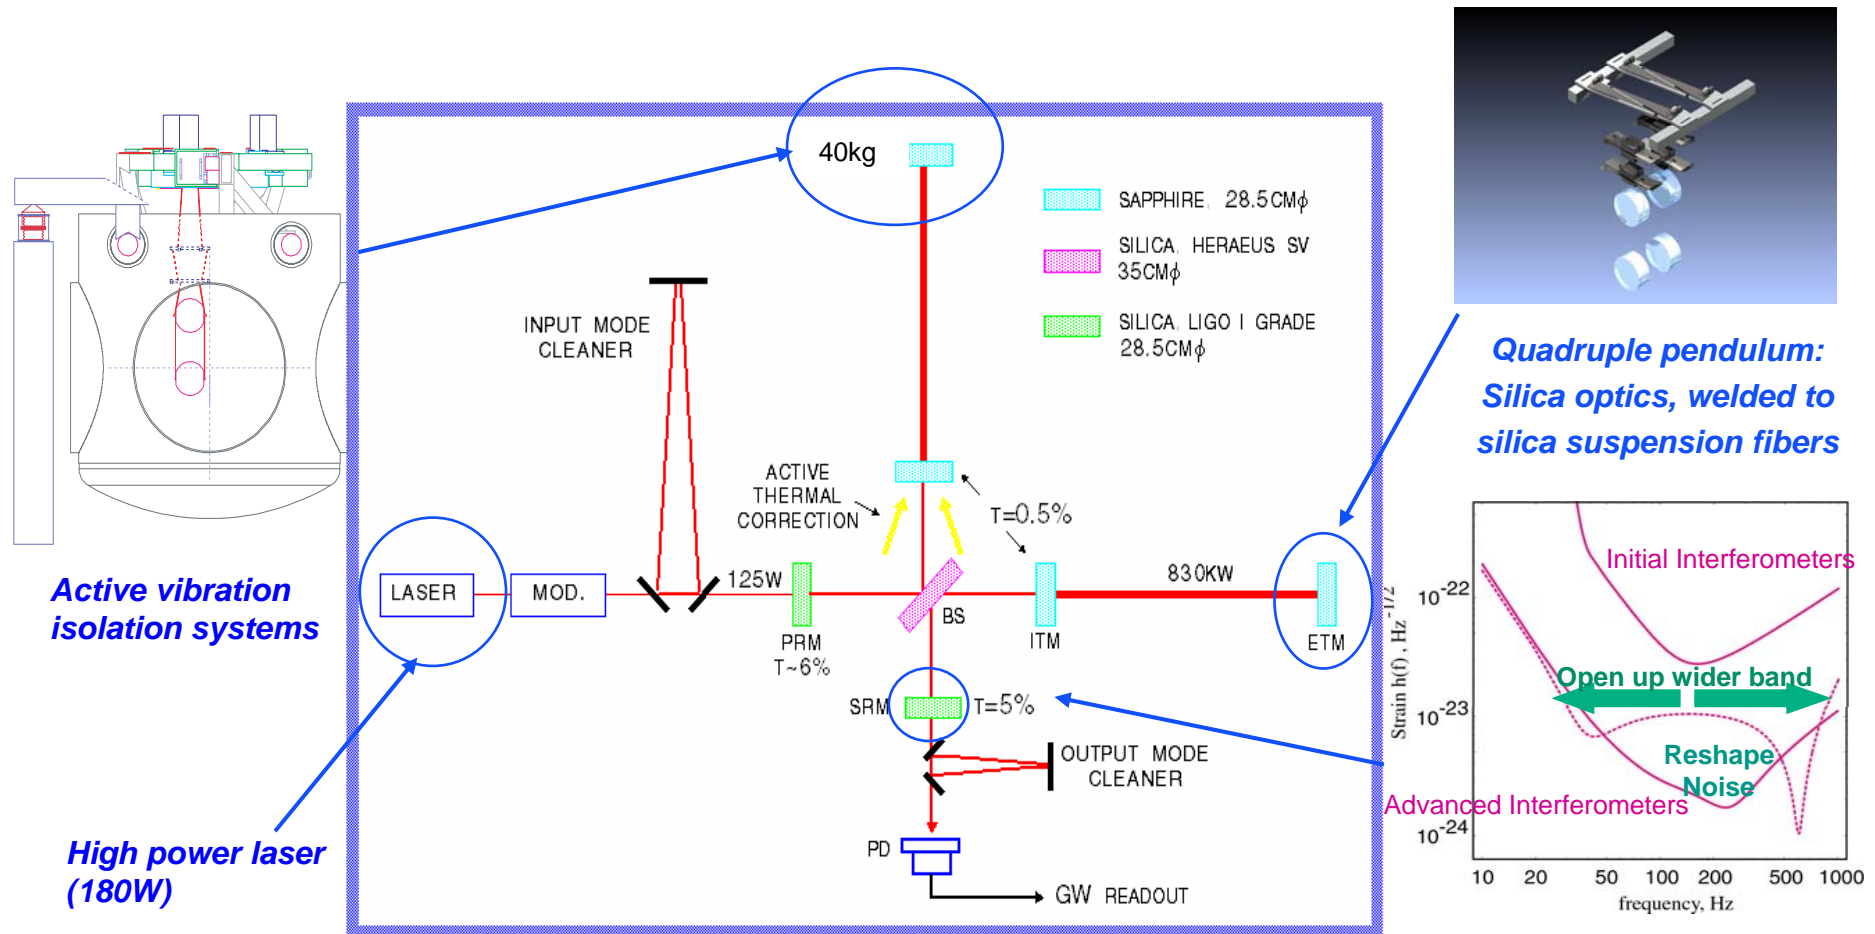 40kg
SAPPHIRE, 28.5CMϕ
SILICA, HERAEUS SV
35CMϕ
SILICA, LIGO I GRADE
28.5CMϕ
INPUT MODE
CLEANER
ACTIVE
THERMAL
CORRECTION
T=0.5%
LASER
MOD.
125W
PRM
T~6%
BS
ITM
830KW
ETM
SRM
T=5%
OUTPUT MODE
CLEANER
PD
GW READOUT
Active vibration
isolation systems
High power laser
(180W)
Quadruple pendulum:
Silica optics, welded to
silica suspension fibers
Initial Interferometers
Open up wider band
Reshape
Noise
Advanced Interferometers
Strain h(f), Hz-1/2
10-22
10-23
10-24
10 20 50 100 200 500 1000
frequency, Hz